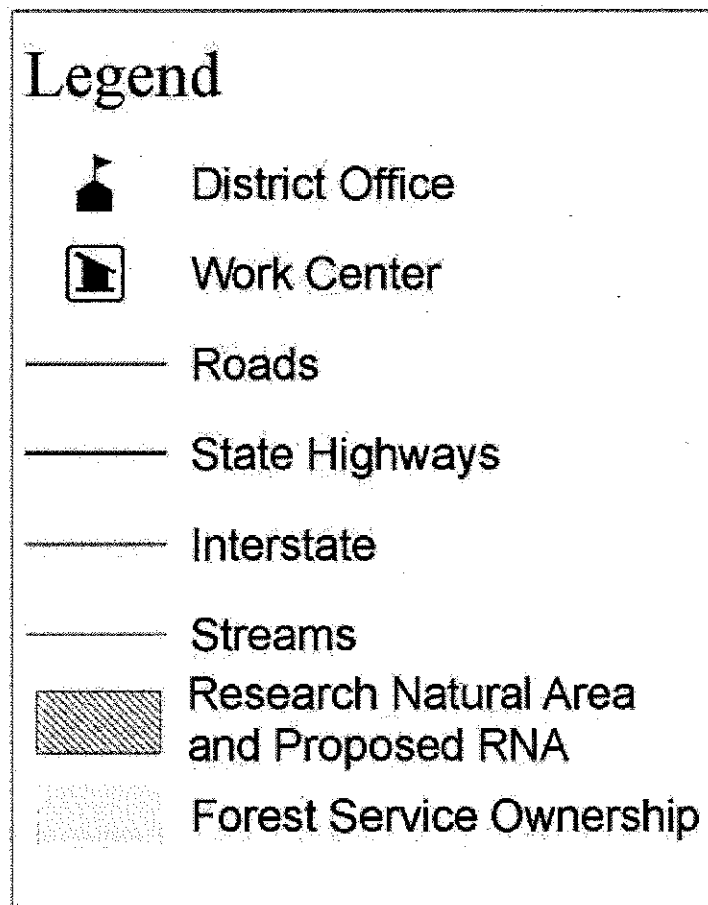 Legend
District Office
Work Center
Roads
State Highways
Interstate
Streams
Research Natural Area
and Proposed RNA
Forest Service Ownership